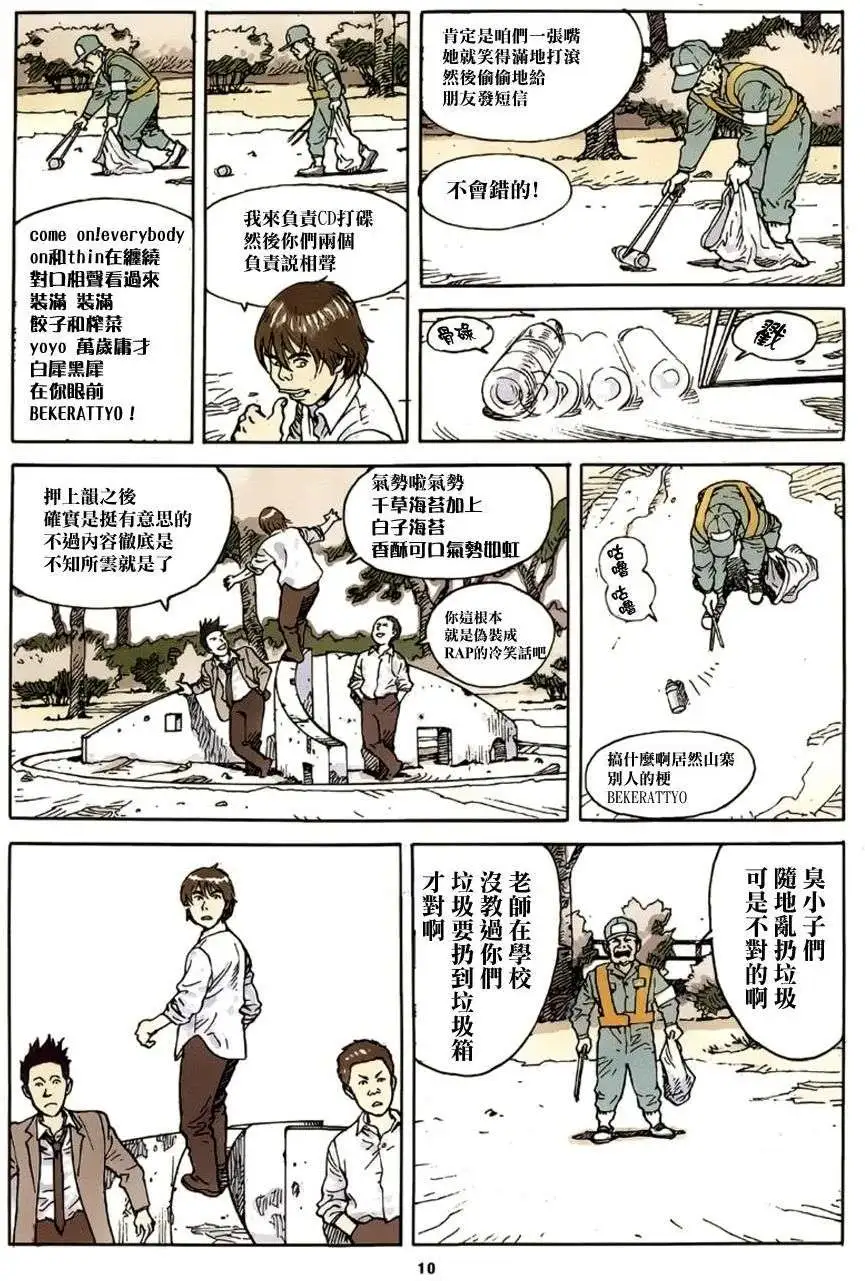 肯定是咱們一張嘴
她就笑得滿地打滾
然後偷偷地給
朋友發短信
不會錯的!
戳
骨碌
我來負責CD打碟
然後你們兩個
負責説相聲
come on!everybody
on和thin在纏繞
對口相聲看過來
裝滿 裝滿
餃子和榨菜
yoyo 萬歲庸才
白犀黑犀
在你眼前
BEKERATTYO!
咕嚕
咕嚕
搞什麼啊居然山寨
別人的梗
BEKERATTYO
氣勢啦氣勢
千草海苔加上
白子海苔
香酥可口氣勢如虹
你這根本
就是偽裝成
RAP的冷笑話吧
押上韻之後
確實是挺有意思的
不過內容徹底是
不知所雲就是了
臭小子們
隨地亂扔垃圾
可是不對的啊
老師在學校
沒教過你們
垃圾要扔到垃圾箱
才對啊
10